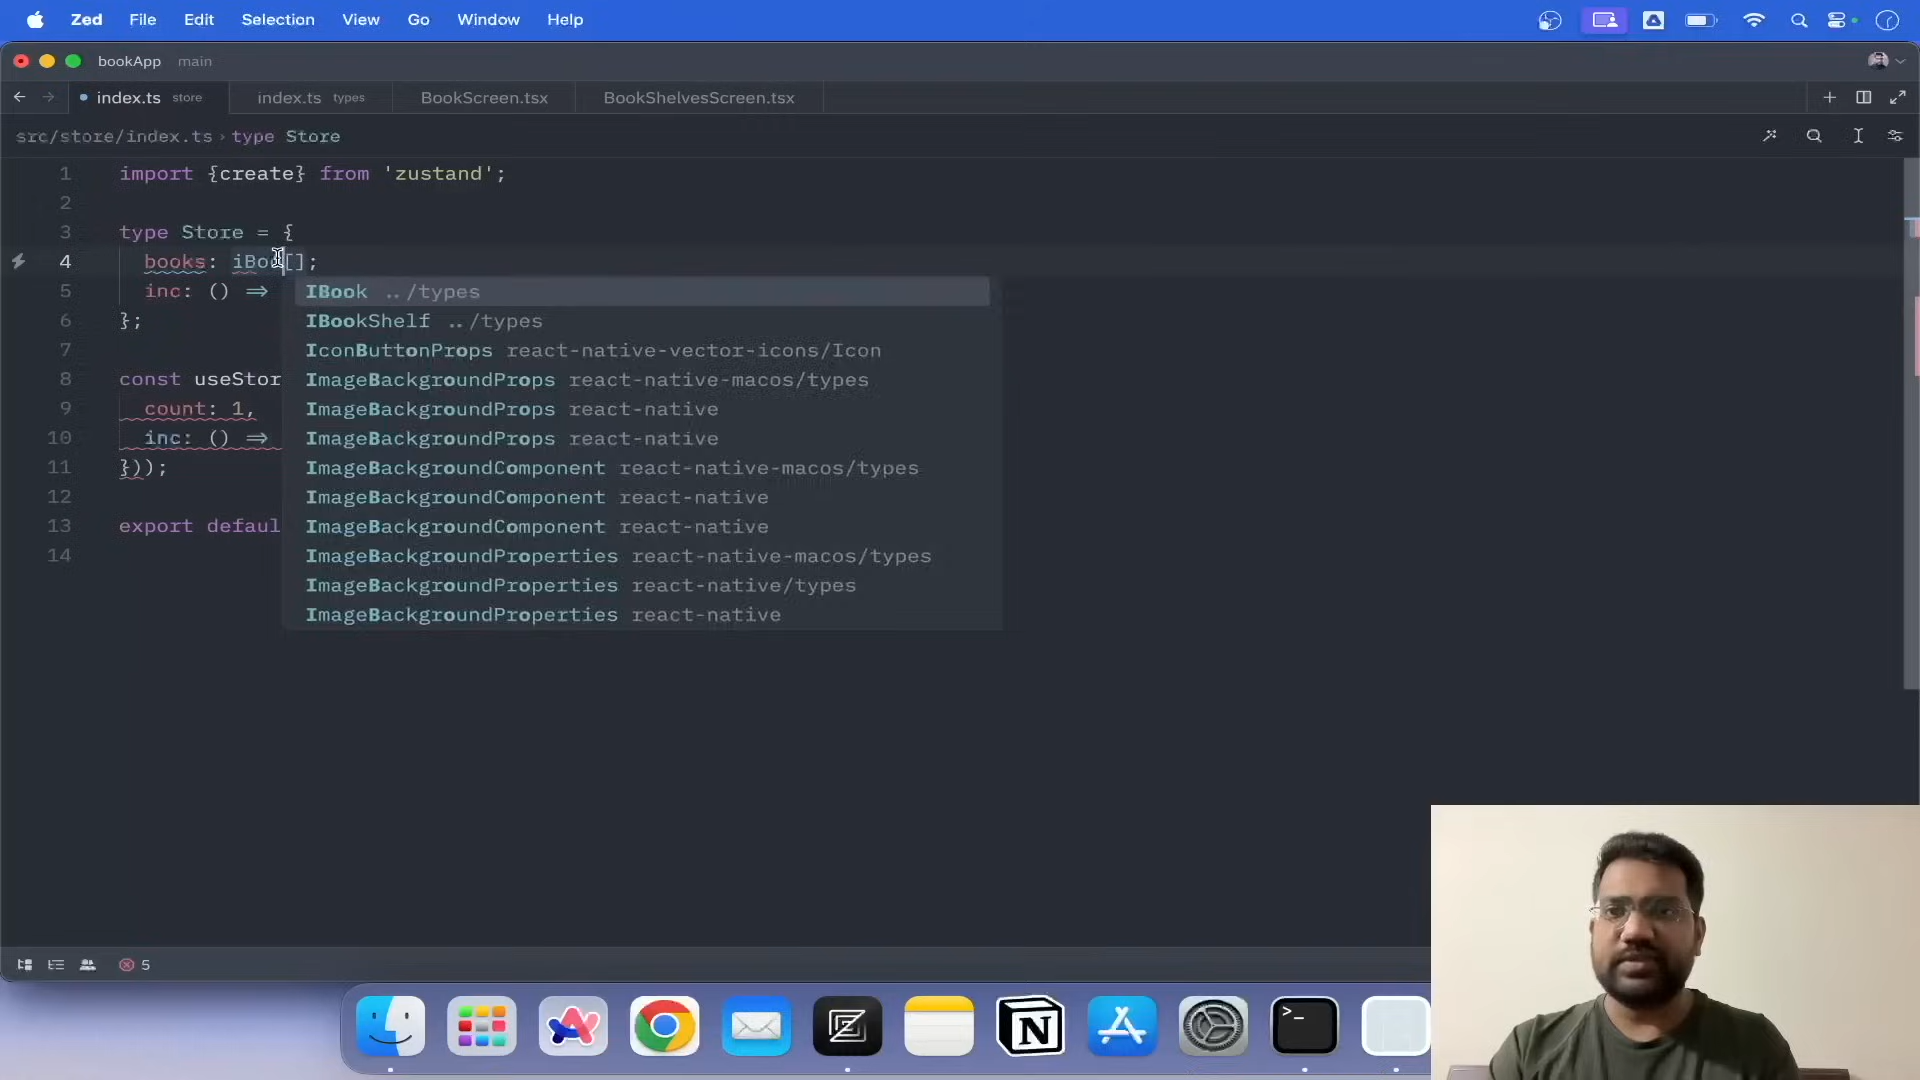 Zed File Edit Selection View Go Window Help
bookApp main
index.ts store index.ts types BookScreen.tsx BookShelvesScreen.tsx
src/store/index.ts › type Store
1 import {create} from 'zustand';
2
3 type Store = {
4 books: iBoo[];
5 inc: () =>
6 };
7
8 const useStor
9 count: 1,
10 inc: () =>
11 }));
12
13 export defaul
14
IBook ../types
IBookShelf ../types
IconButtonProps react-native-vector-icons/Icon
ImageBackgroundProps react-native-macos/types
ImageBackgroundProps react-native
ImageBackgroundProps react-native
ImageBackgroundComponent react-native-macos/types
ImageBackgroundComponent react-native
ImageBackgroundComponent react-native
ImageBackgroundProperties react-native-macos/types
ImageBackgroundProperties react-native/types
ImageBackgroundProperties react-native
5